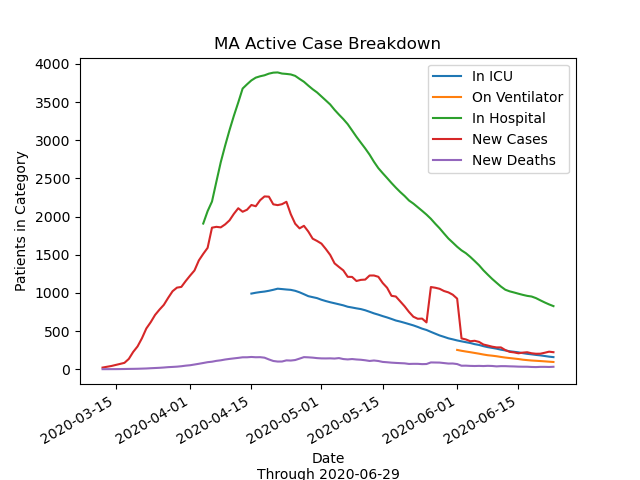 MA Active Case Breakdown
Patients in Category
4000
3500
3000
2500
2000
1500
1000
500
0
In ICU
On Ventilator
In Hospital
New Cases
New Deaths
2020-03-15
2020-04-01
2020-04-15
2020-05-01
2020-05-15
2020-06-01
2020-06-15
Date
Through 2020-06-29